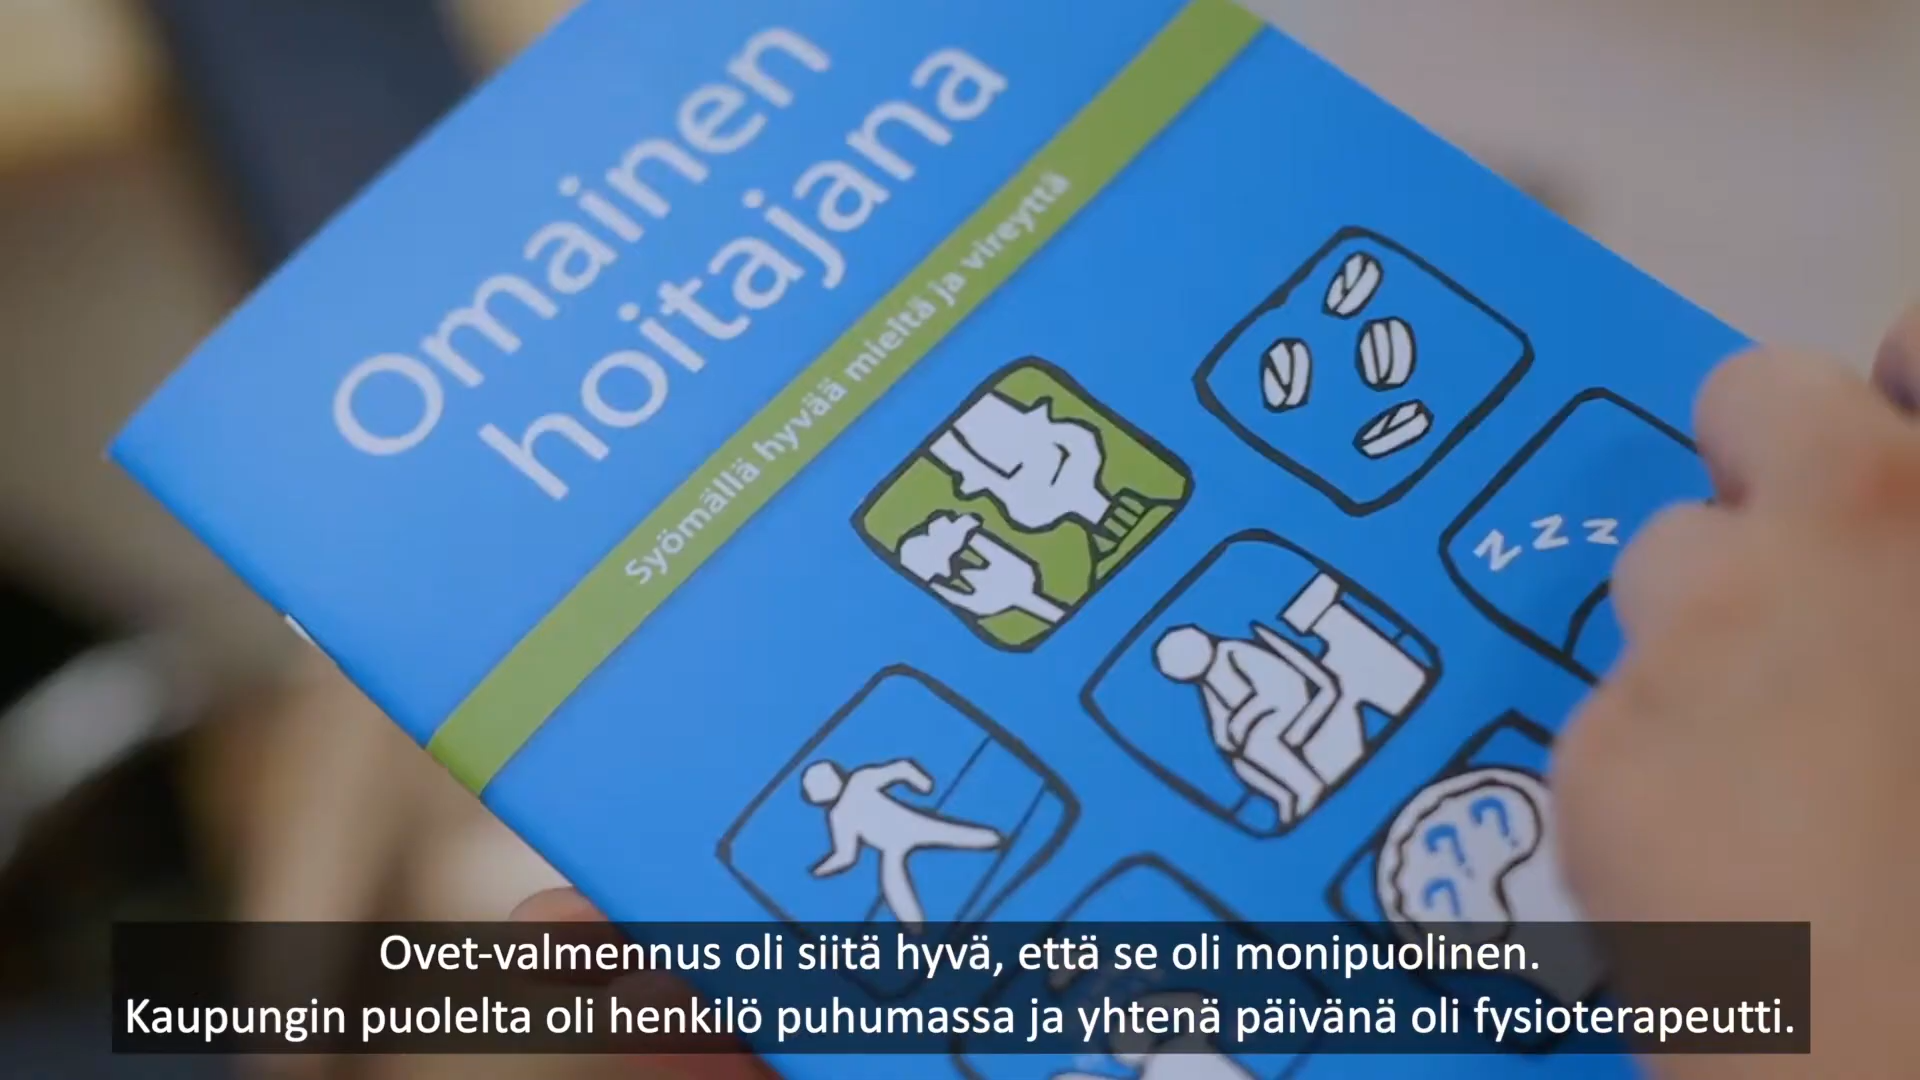 Omainen
hoitajana
Syömällä hyvää mieltä ja vireyttä
z z z
? ?
? ?
Ovet-valmennus oli siitä hyvä, että se oli monipuolinen.
Kaupungin puolelta oli henkilö puhumassa ja yhtenä päivänä oli fysioterapeutti.